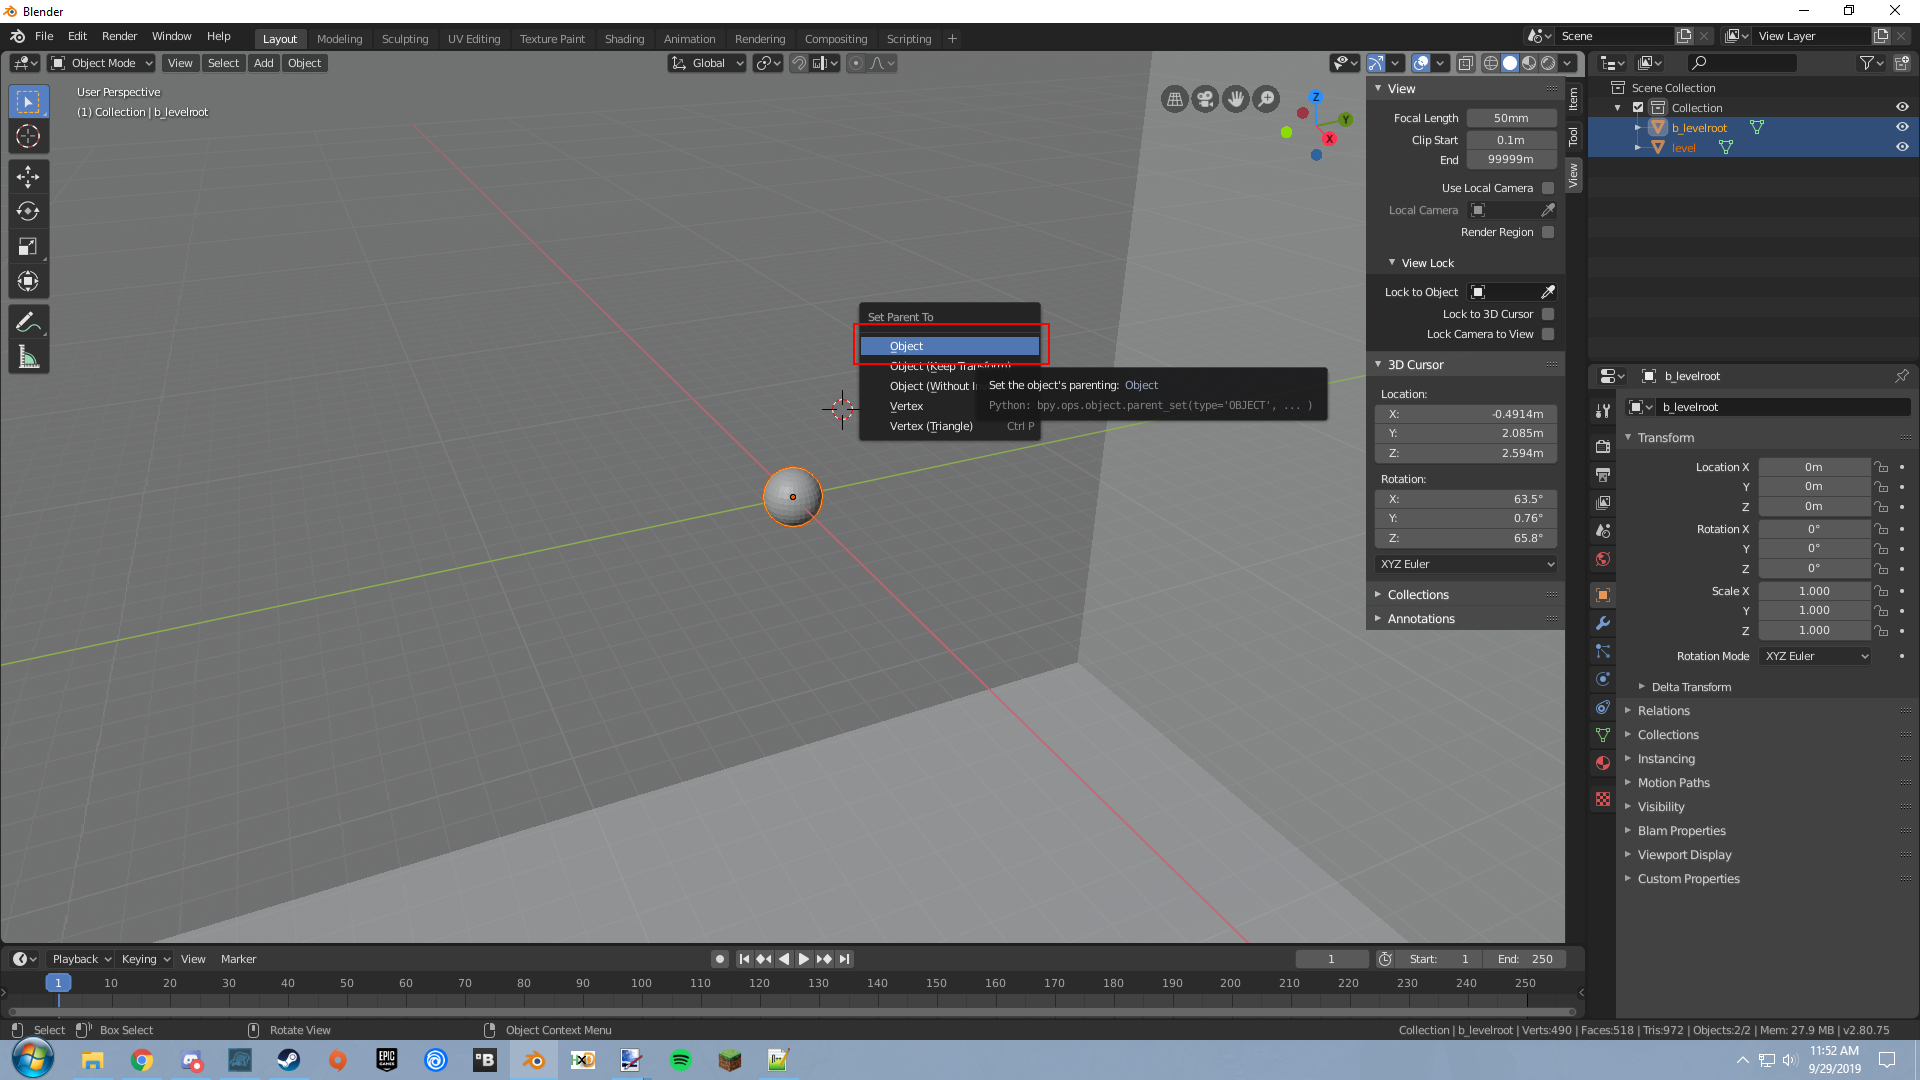 Blender
File Edit Render Window Help
Layout Modeling Sculpting UV Editing Texture Paint Shading Animation Rendering Compositing Scripting +
Scene
View Layer
Object Mode View Select Add Object
Global
User Perspective
(1) Collection | b_levelroot
Z
Y
X
Set Parent To
Object
Object (Keep Transform)
Object (Without In
Vertex
Vertex (Triangle) Ctrl P
Set the object's parenting: Object
Python: bpy.ops.object.parent_set(type='OBJECT', ... )
View
Focal Length 50mm
Clip Start 0.1m
End 99999m
Use Local Camera
Local Camera
Render Region
View Lock
Lock to Object
Lock to 3D Cursor
Lock Camera to View
3D Cursor
Location:
X: -0.4914m
Y: 2.085m
Z: 2.594m
Rotation:
X: 63.5°
Y: 0.76°
Z: 65.8°
XYZ Euler
Collections
Annotations
Item
Tool
View
Scene Collection
Collection
b_levelroot
level
b_levelroot
b_levelroot
Transform
Location X 0m
Y 0m
Z 0m
Rotation X 0°
Y 0°
Z 0°
Scale X 1.000
Y 1.000
Z 1.000
Rotation Mode XYZ Euler
Delta Transform
Relations
Collections
Instancing
Motion Paths
Visibility
Blam Properties
Viewport Display
Custom Properties
Playback Keying View Marker
1 Start: 1 End: 250
1 10 20 30 40 50 60 70 80 90 100 110 120 130 140 150 160 170 180 190 200 210 220 230 240 250
Select Box Select Rotate View Object Context Menu
Collection | b_levelroot | Verts:490 | Faces:518 | Tris:972 | Objects:2/2 | Mem: 27.9 MB | v2.80.75
EPIC
GAMES
B
11:52 AM
9/29/2019